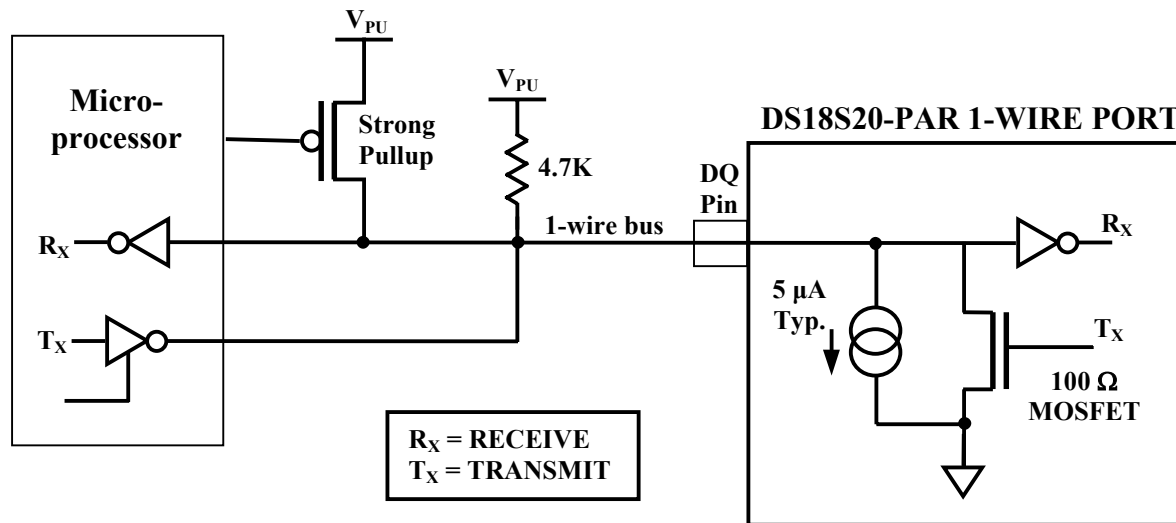 V_PU
V_PU
Micro-
processor
Strong
Pullup
4.7K
DS18S20-PAR 1-WIRE PORT
DQ
Pin
1-wire bus
R_X
R_X
5 µA
Typ.
T_X
T_X
100 Ω
MOSFET
R_X = RECEIVE
T_X = TRANSMIT